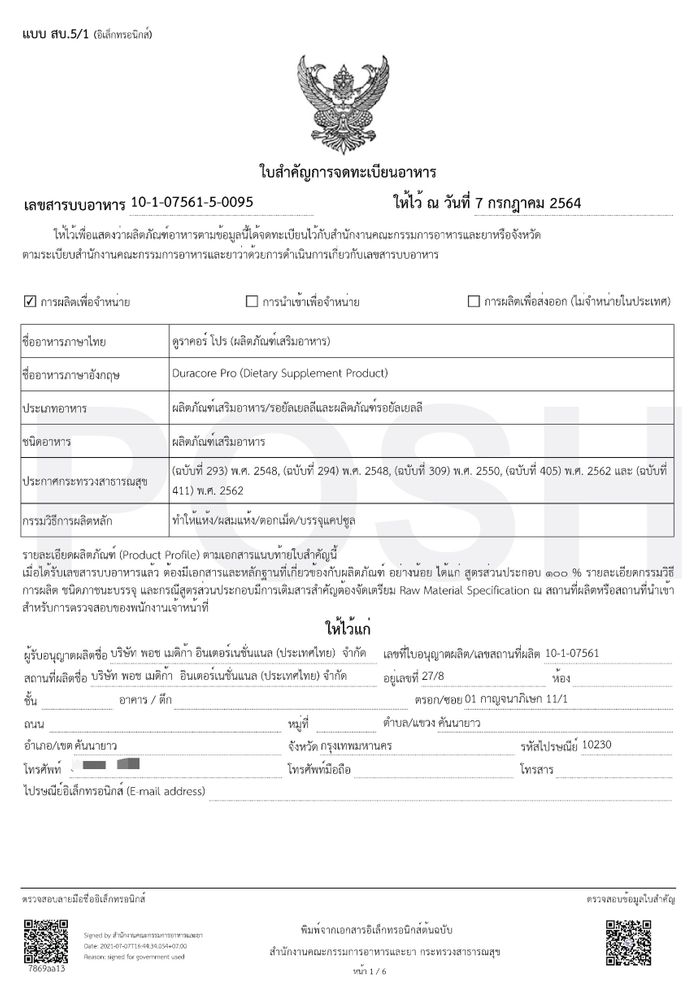 แบบ สบ.5/1 (อิเล็กทรอนิกส์)
ใบสำคัญการจดทะเบียนอาหาร
เลขสารบบอาหาร 10-1-07561-5-0095 ให้ไว้ ณ วันที่ 7 กรกฎาคม 2564
ให้ไว้เพื่อแสดงว่าผลิตภัณฑ์อาหารตามข้อมูลนี้ได้จดทะเบียนไว้กับสำนักงานคณะกรรมการอาหารและยาหรือจังหวัด
ตามระเบียบสำนักงานคณะกรรมการอาหารและยาว่าด้วยการดำเนินการเกี่ยวกับเลขสารบบอาหาร
☑ การผลิตเพื่อจำหน่าย ☐ การนำเข้าเพื่อจำหน่าย ☐ การผลิตเพื่อส่งออก (ไม่จำหน่ายในประเทศ)
ชื่ออาหารภาษาไทย ดูราคอร์ โปร (ผลิตภัณฑ์เสริมอาหาร)
ชื่ออาหารภาษาอังกฤษ Duracore Pro (Dietary Supplement Product)
ประเภทอาหาร ผลิตภัณฑ์เสริมอาหาร/รอยัลเยลลีและผลิตภัณฑ์รอยัลเยลลี
ชนิดอาหาร ผลิตภัณฑ์เสริมอาหาร
ประกาศกระทรวงสาธารณสุข (ฉบับที่ 293) พ.ศ. 2548, (ฉบับที่ 294) พ.ศ. 2548, (ฉบับที่ 309) พ.ศ. 2550, (ฉบับที่ 405) พ.ศ. 2562 และ (ฉบับที่
411) พ.ศ. 2562
กรรมวิธีการผลิตหลัก ทำให้แห้ง/ผสมแห้ง/ตอกเม็ด/บรรจุแคปซูล
POSH
รายละเอียดผลิตภัณฑ์ (Product Profile) ตามเอกสารแนบท้ายใบสำคัญนี้
เมื่อได้รับเลขสารบบอาหารแล้ว ต้องมีเอกสารและหลักฐานที่เกี่ยวข้องกับผลิตภัณฑ์ อย่างน้อย ได้แก่ สูตรส่วนประกอบ ๑๐๐ % รายละเอียดกรรมวิธี
การผลิต ชนิดภาชนะบรรจุ และกรณีสูตรส่วนประกอบมีการเติมสารสำคัญต้องจัดเตรียม Raw Material Specification ณ สถานที่ผลิตหรือสถานที่นำเข้า
สำหรับการตรวจสอบของพนักงานเจ้าหน้าที่
ให้ไว้แก่
ผู้รับอนุญาตผลิตชื่อ บริษัท พอช เมดิก้า อินเตอร์เนชั่นแนล (ประเทศไทย) จำกัด เลขที่ใบอนุญาตผลิต/เลขสถานที่ผลิต 10-1-07561
สถานที่ผลิตชื่อ บริษัท พอช เมดิก้า อินเตอร์เนชั่นแนล (ประเทศไทย) จำกัด อยู่เลขที่ 27/8 ห้อง
ชั้น อาคาร / ตึก ตรอก/ซอย 01 กาญจนาภิเษก 11/1
ถนน หมู่ที่ ตำบล/แขวง คันนายาว
อำเภอ/เขต คันนายาว จังหวัด กรุงเทพมหานคร รหัสไปรษณีย์ 10230
โทรศัพท์ โทรศัพท์มือถือ โทรสาร
ไปรษณีย์อิเล็กทรอนิกส์ (E-mail address)
ตรวจสอบลายมือชื่ออิเล็กทรอนิกส์ ตรวจสอบข้อมูลใบสำคัญ
Signed by สำนักงานคณะกรรมการอาหารและยา
Date: 2021-07-07T16:44:34.054+07:00
Reason: signed for government used
7869aa13
พิมพ์จากเอกสารอิเล็กทรอนิกส์ต้นฉบับ
สำนักงานคณะกรรมการอาหารและยา กระทรวงสาธารณสุข
หน้า 1 / 6